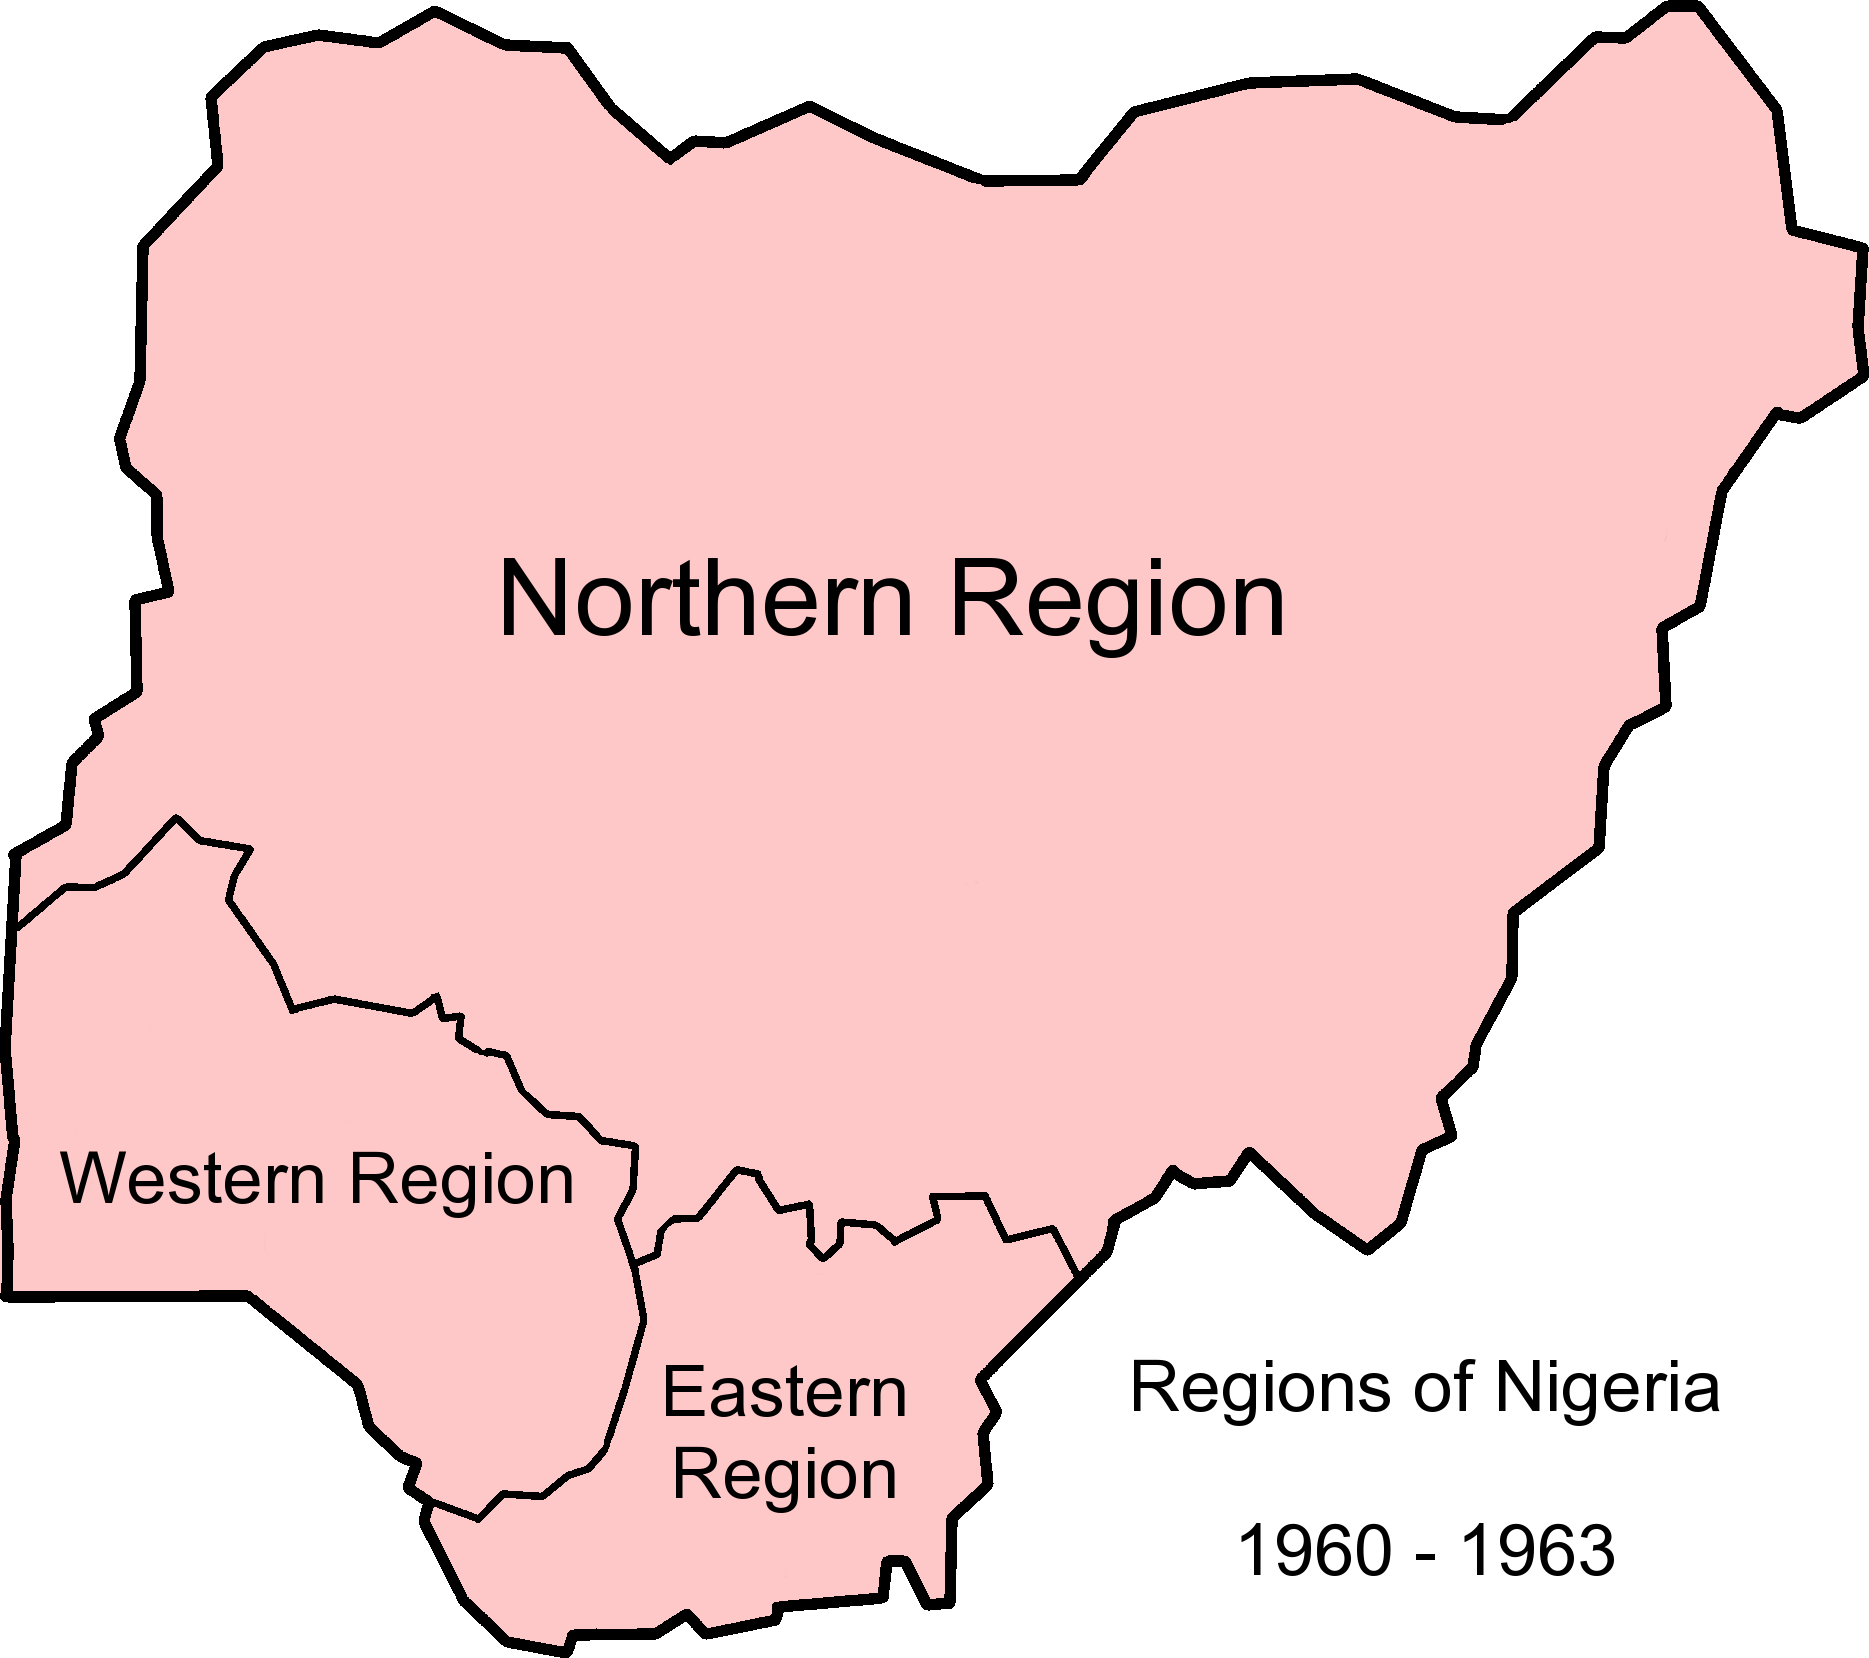 Northern Region
Western Region
Eastern
Region
Regions of Nigeria
1960 - 1963